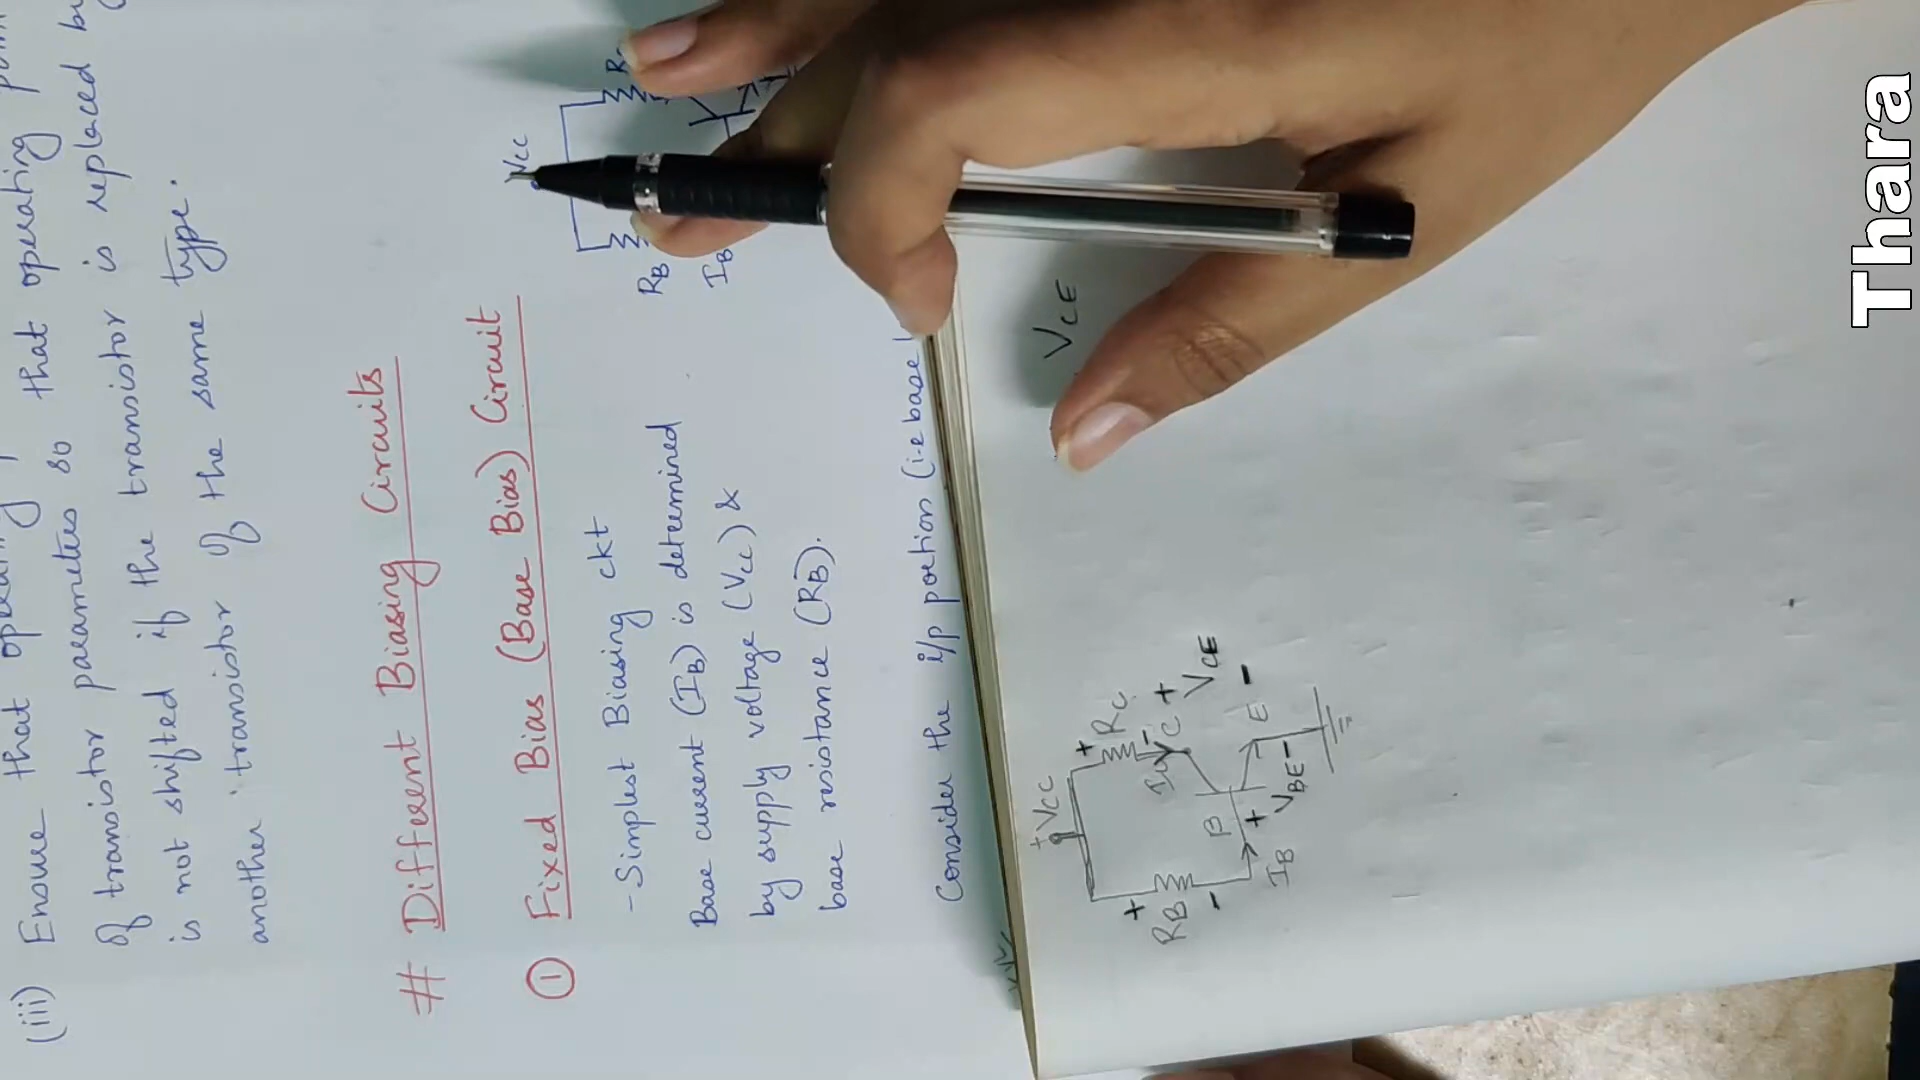 (iii) Ensure that that operating
of transistor parameters so is replaced by
is not shifted if the transistor
another transistor of the same type.
# Different Biasing Circuits
① Fixed Bias (Base Bias) Circuit
- Simplest Biasing ckt
Base current (IB) is determined
by supply voltage (VCC) &
base resistance (RB).
VCC
RB
IB
Consider the i/p portion (i.e base
VCE
+VCC
+
RB
-
IB
+
RC
-
IC
C
+
VCE
-
B
+
VBE
-
E
Thara